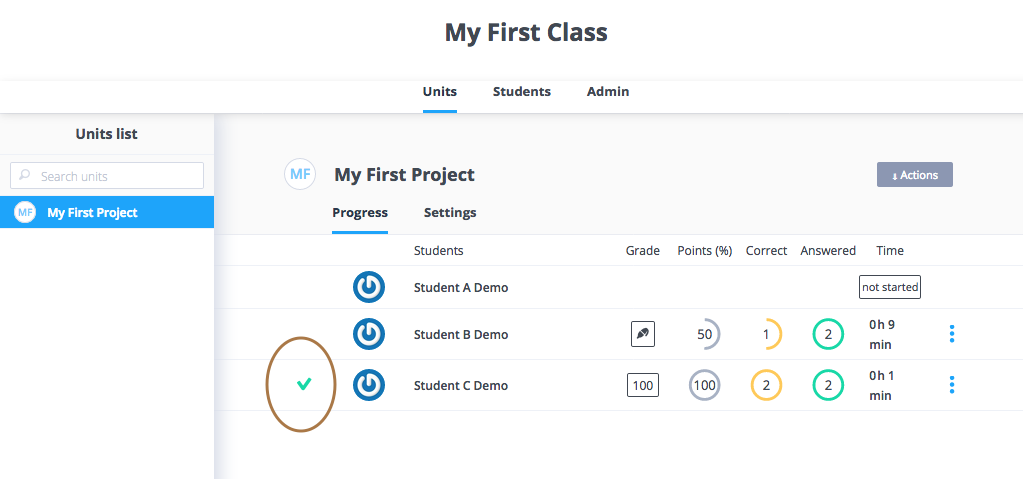 My First Class
Units Students Admin
Units list
Search units
MF My First Project
MF My First Project
↓ Actions
Progress Settings
Students Grade Points (%) Correct Answered Time
Student A Demo not started
Student B Demo 50 1 2 0h 9
min
Student C Demo 100 100 2 2 0h 1
min